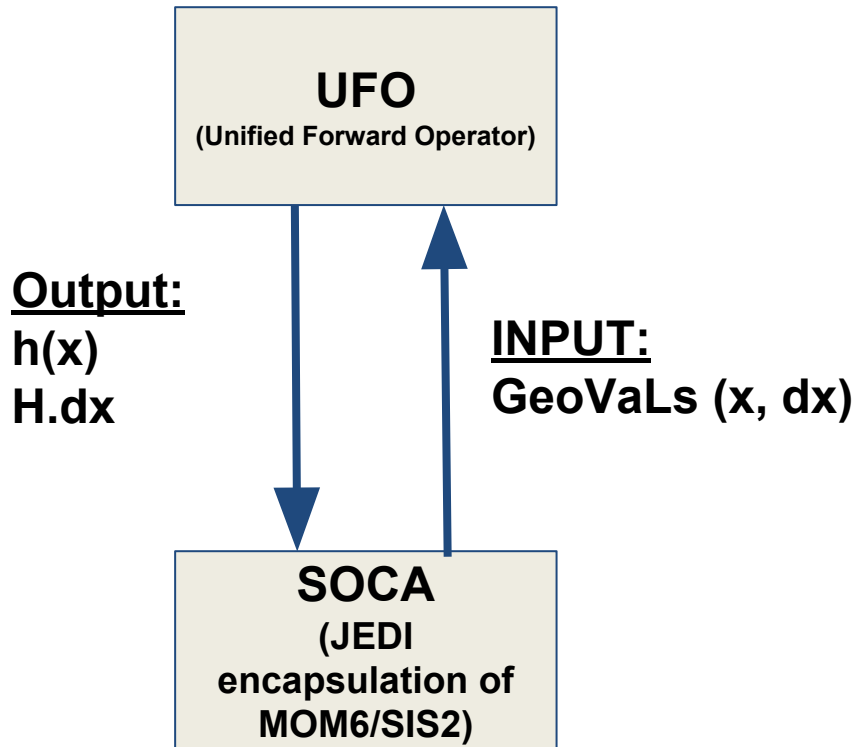 UFO
(Unified Forward Operator)
Output:
h(x)
H.dx
INPUT:
GeoVaLs (x, dx)
SOCA
(JEDI
encapsulation of
MOM6/SIS2)